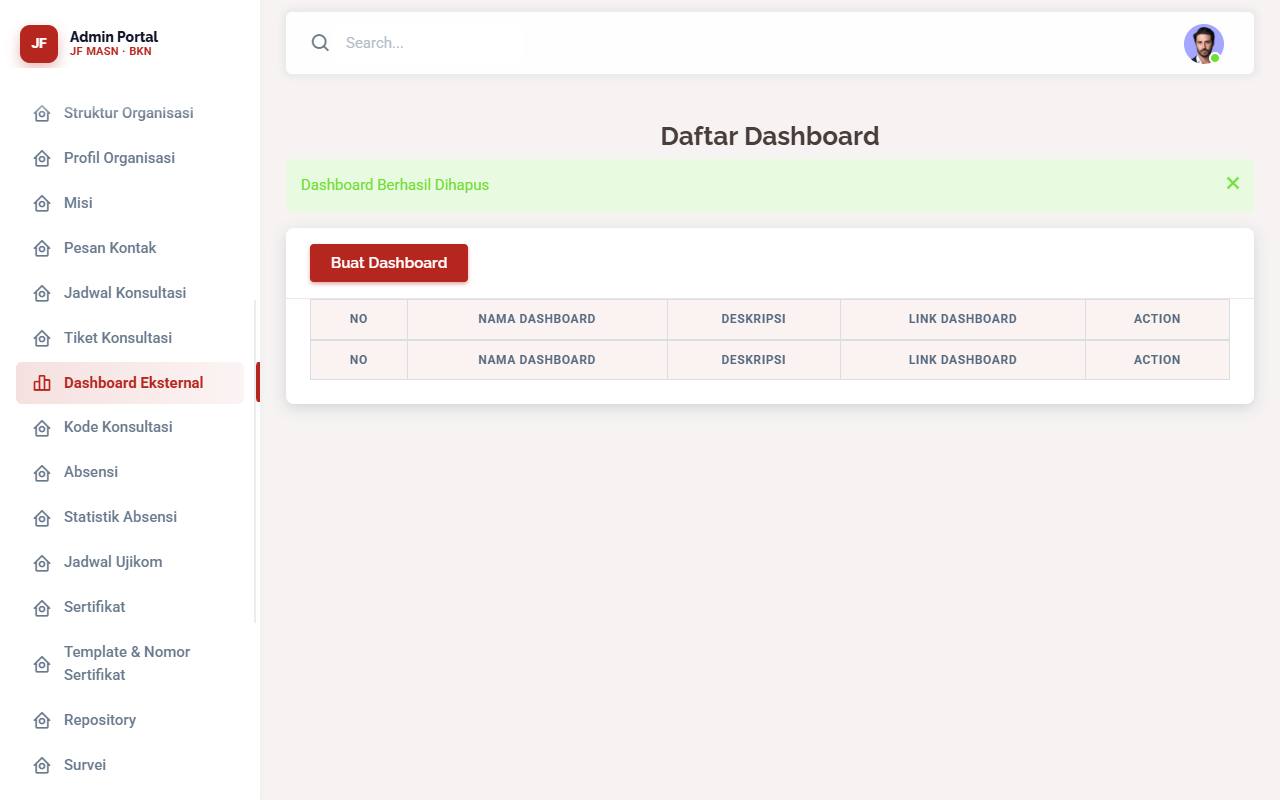 JF
Admin Portal
JF MASN · BKN
Struktur Organisasi
Profil Organisasi
Misi
Pesan Kontak
Jadwal Konsultasi
Tiket Konsultasi
Dashboard Eksternal
Kode Konsultasi
Absensi
Statistik Absensi
Jadwal Ujikom
Sertifikat
Template & Nomor
Sertifikat
Repository
Survei
Search...
Daftar Dashboard
Dashboard Berhasil Dihapus
Buat Dashboard
NO NAMA DASHBOARD DESKRIPSI LINK DASHBOARD ACTION
NO NAMA DASHBOARD DESKRIPSI LINK DASHBOARD ACTION